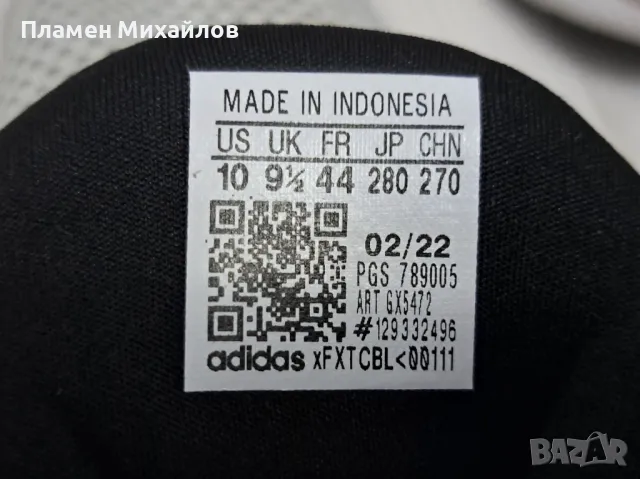 Пламен Михайлов
MADE IN INDONESIA
US UK FR JP CHN
10 9½ 44 280 270
02/22
PGS 789005
ART GX5472
#129332496
adidas xFXTCBL<00111
BAZAR